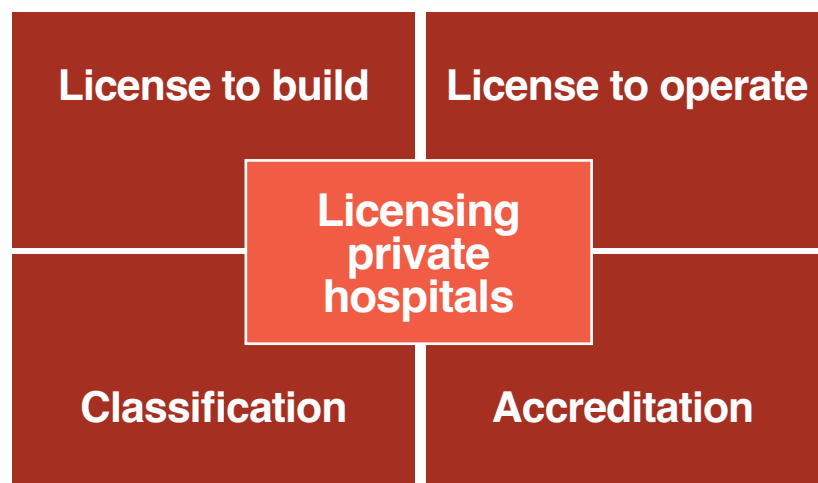 License to build
License to operate
Licensing
private
hospitals
Classification
Accreditation